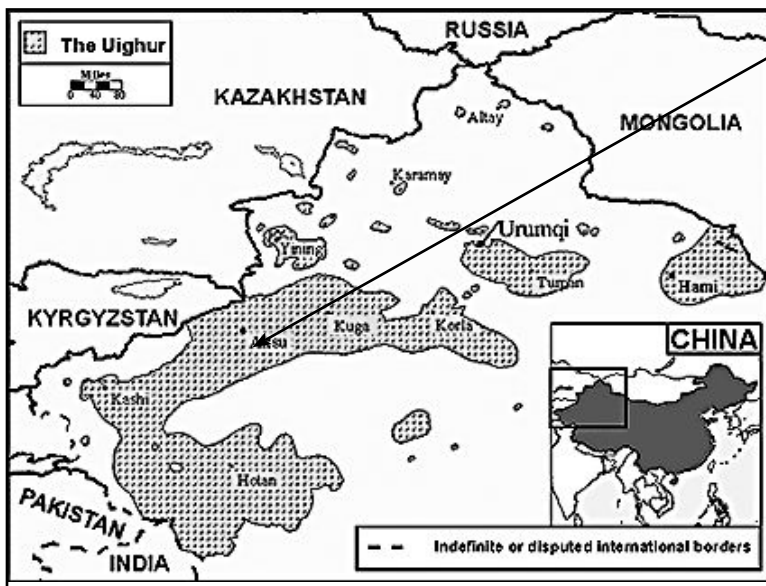 The Uighur
Miles
0 40 80
RUSSIA
KAZAKHSTAN
MONGOLIA
Altay
Karamay
Urumqi
Yining
Turpan
Hami
KYRGYZSTAN
Aksu
Kuga
Korla
CHINA
Kashi
Hotan
PAKISTAN
INDIA
Indefinite or disputed international borders